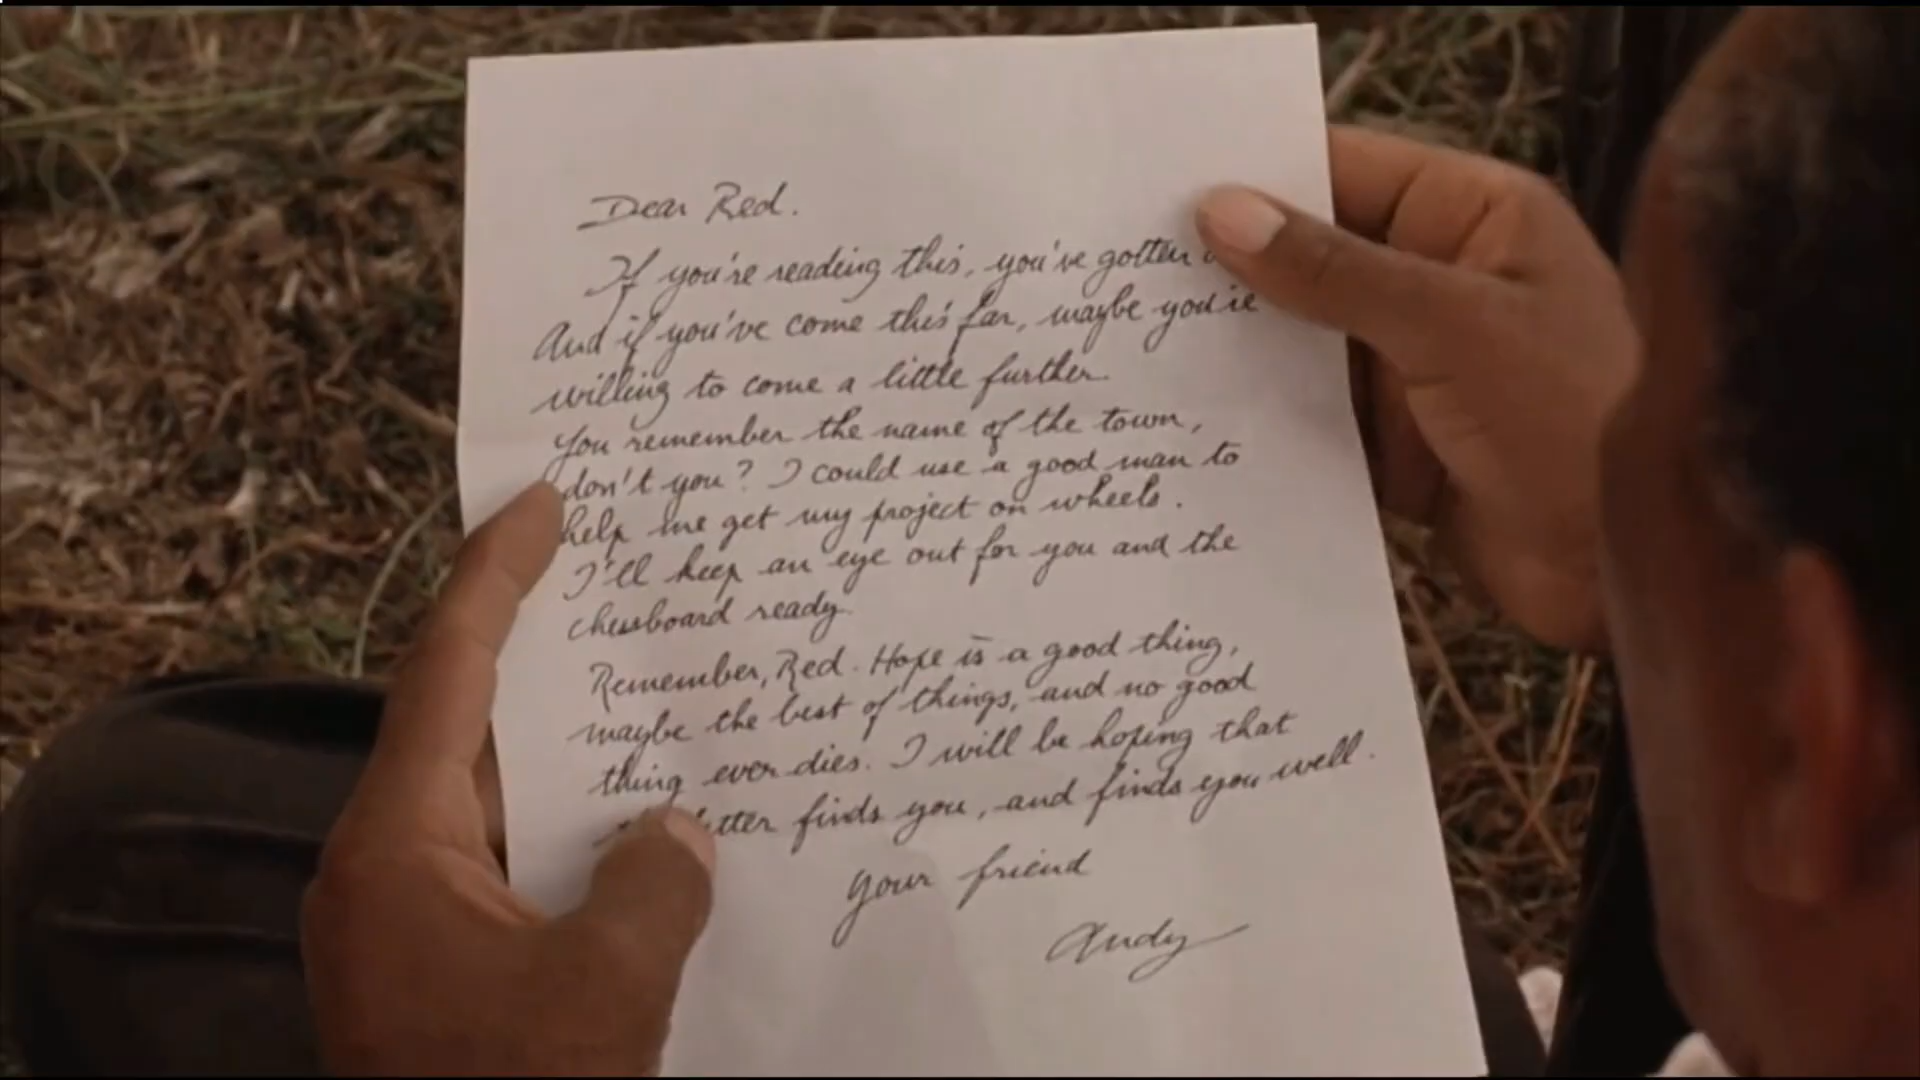 Dear Red.
If you're reading this, you've gotten
And if you've come this far, maybe you're
willing to come a little further.
You remember the name of the town,
don't you? I could use a good man to
help me get my project on wheels.
I'll keep an eye out for you and the
chessboard ready.
Remember, Red. Hope is a good thing,
maybe the best of things, and no good
thing ever dies. I will be hoping that
letter finds you, and finds you well.
Your friend
Andy